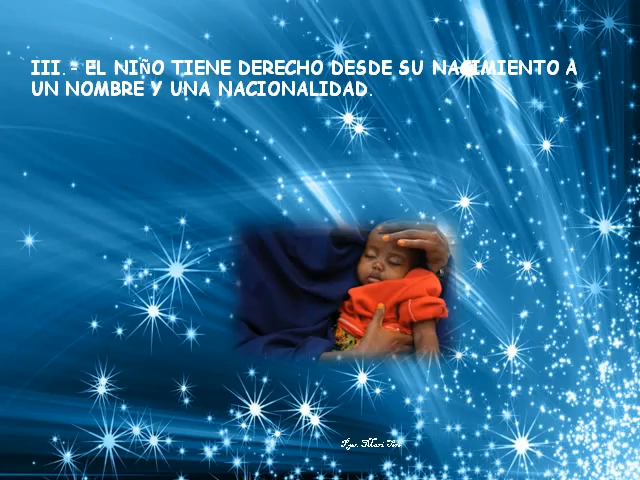 III.- EL NIÑO TIENE DERECHO DESDE SU NACIMIENTO A
UN NOMBRE Y UNA NACIONALIDAD.